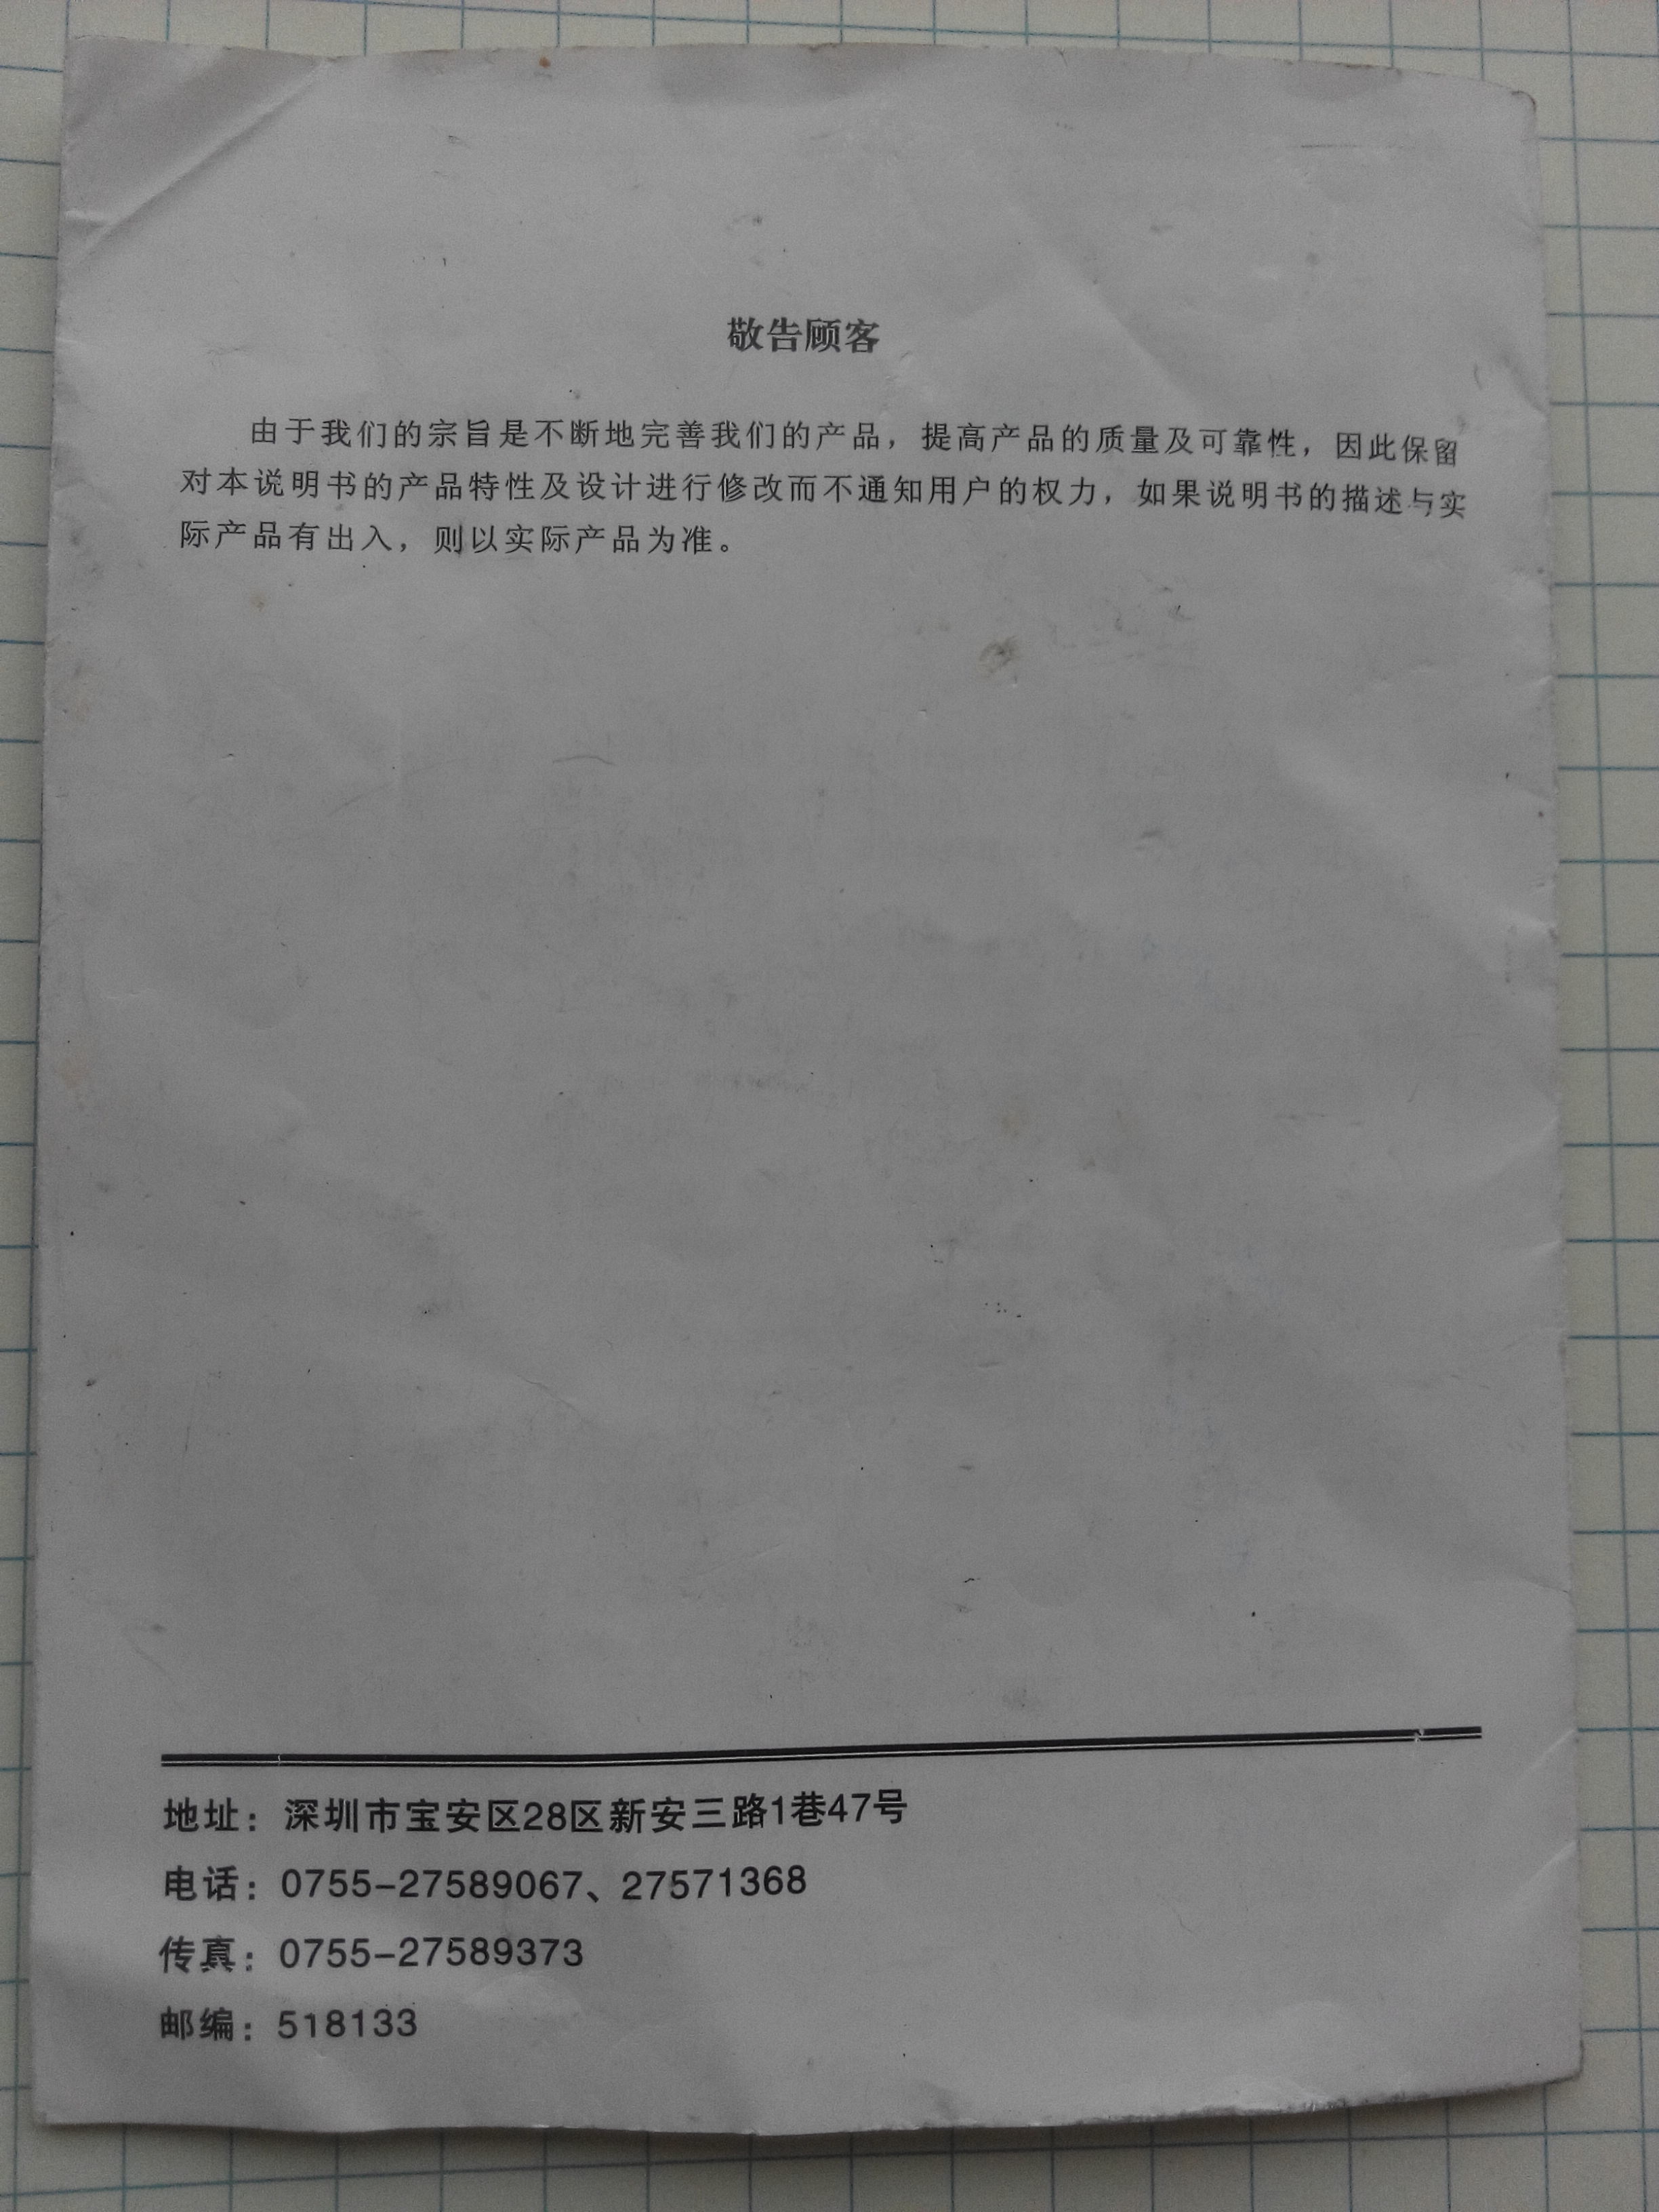 敬告顾客
由于我们的宗旨是不断地完善我们的产品，提高产品的质量及可靠性，因此保留
对本说明书的产品特性及设计进行修改而不通知用户的权力，如果说明书的描述与实
际产品有出入，则以实际产品为准。
地址：深圳市宝安区28区新安三路1巷47号
电话：0755-27589067、27571368
传真：0755-27589373
邮编：518133